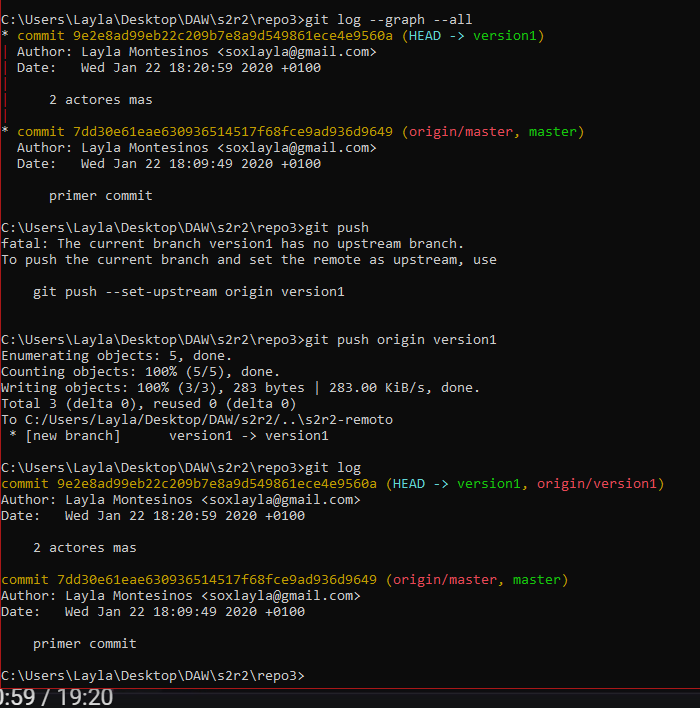 C:\Users\Layla\Desktop\DAW\s2r2\repo3>git log --graph --all
* commit 9e2e8ad99eb22c209b7e8a9d549861ece4e9560a (HEAD -> version1)
| Author: Layla Montesinos <soxlayla@gmail.com>
| Date:   Wed Jan 22 18:20:59 2020 +0100
|
|     2 actores mas
|
* commit 7dd30e61eae630936514517f68fce9ad936d9649 (origin/master, master)
  Author: Layla Montesinos <soxlayla@gmail.com>
  Date:   Wed Jan 22 18:09:49 2020 +0100

      primer commit

C:\Users\Layla\Desktop\DAW\s2r2\repo3>git push
fatal: The current branch version1 has no upstream branch.
To push the current branch and set the remote as upstream, use

    git push --set-upstream origin version1

C:\Users\Layla\Desktop\DAW\s2r2\repo3>git push origin version1
Enumerating objects: 5, done.
Counting objects: 100% (5/5), done.
Writing objects: 100% (3/3), 283 bytes | 283.00 KiB/s, done.
Total 3 (delta 0), reused 0 (delta 0)
To C:/Users/Layla/Desktop/DAW/s2r2/..\s2r2-remoto
 * [new branch]      version1 -> version1

C:\Users\Layla\Desktop\DAW\s2r2\repo3>git log
commit 9e2e8ad99eb22c209b7e8a9d549861ece4e9560a (HEAD -> version1, origin/version1)
Author: Layla Montesinos <soxlayla@gmail.com>
Date:   Wed Jan 22 18:20:59 2020 +0100

    2 actores mas

commit 7dd30e61eae630936514517f68fce9ad936d9649 (origin/master, master)
Author: Layla Montesinos <soxlayla@gmail.com>
Date:   Wed Jan 22 18:09:49 2020 +0100

    primer commit

C:\Users\Layla\Desktop\DAW\s2r2\repo3>
0:59 / 19:20